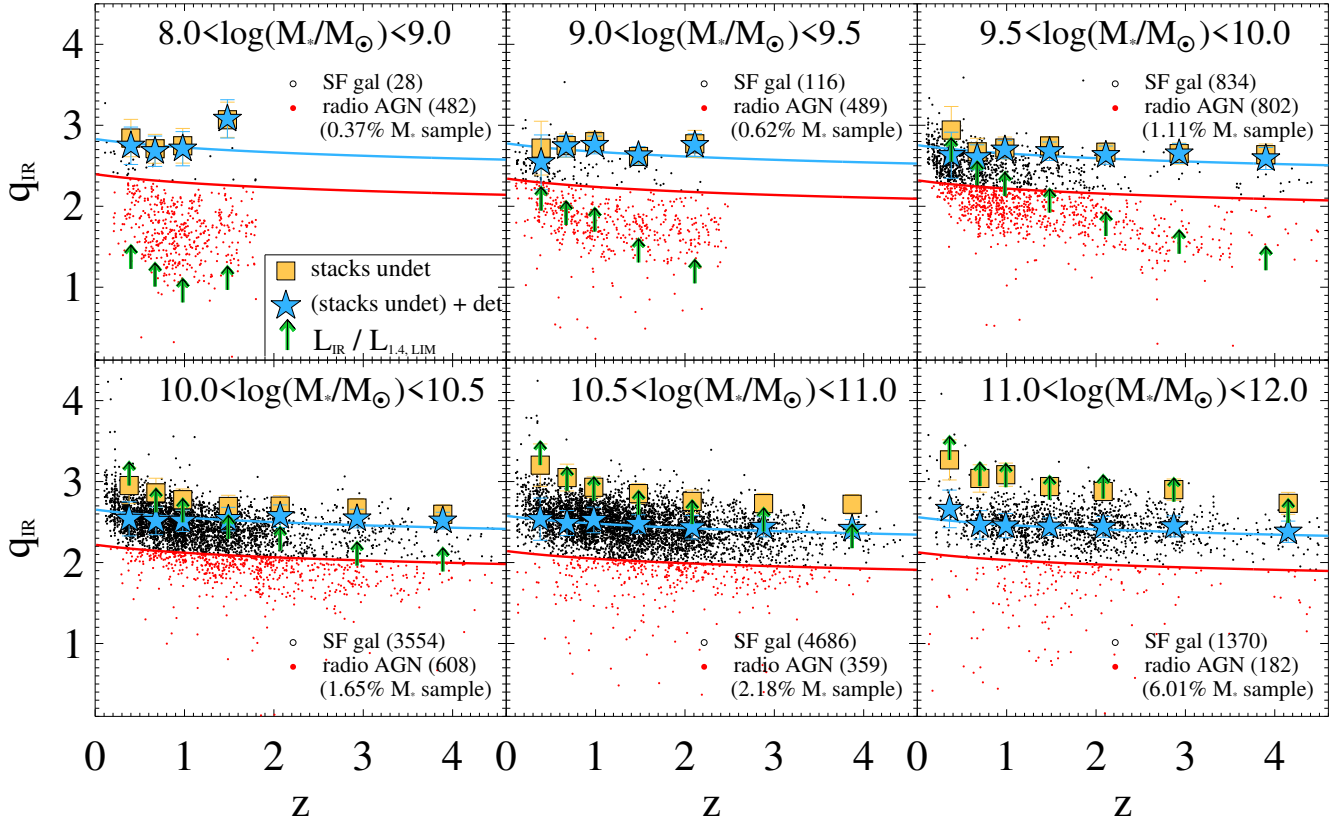 8.0<log(M*/M⊙)<9.0
SF gal (28)
radio AGN (482)
(0.37% M* sample)
9.0<log(M*/M⊙)<9.5
SF gal (116)
radio AGN (489)
(0.62% M* sample)
9.5<log(M*/M⊙)<10.0
SF gal (834)
radio AGN (802)
(1.11% M* sample)
qIR
4
3
2
1
stacks undet
(stacks undet) + det
LIR / L1.4, LIM
10.0<log(M*/M⊙)<10.5
SF gal (3554)
radio AGN (608)
(1.65% M* sample)
10.5<log(M*/M⊙)<11.0
SF gal (4686)
radio AGN (359)
(2.18% M* sample)
11.0<log(M*/M⊙)<12.0
SF gal (1370)
radio AGN (182)
(6.01% M* sample)
qIR
4
3
2
1
0 1 2 3 4 0 1 2 3 4 0 1 2 3 4
z z z